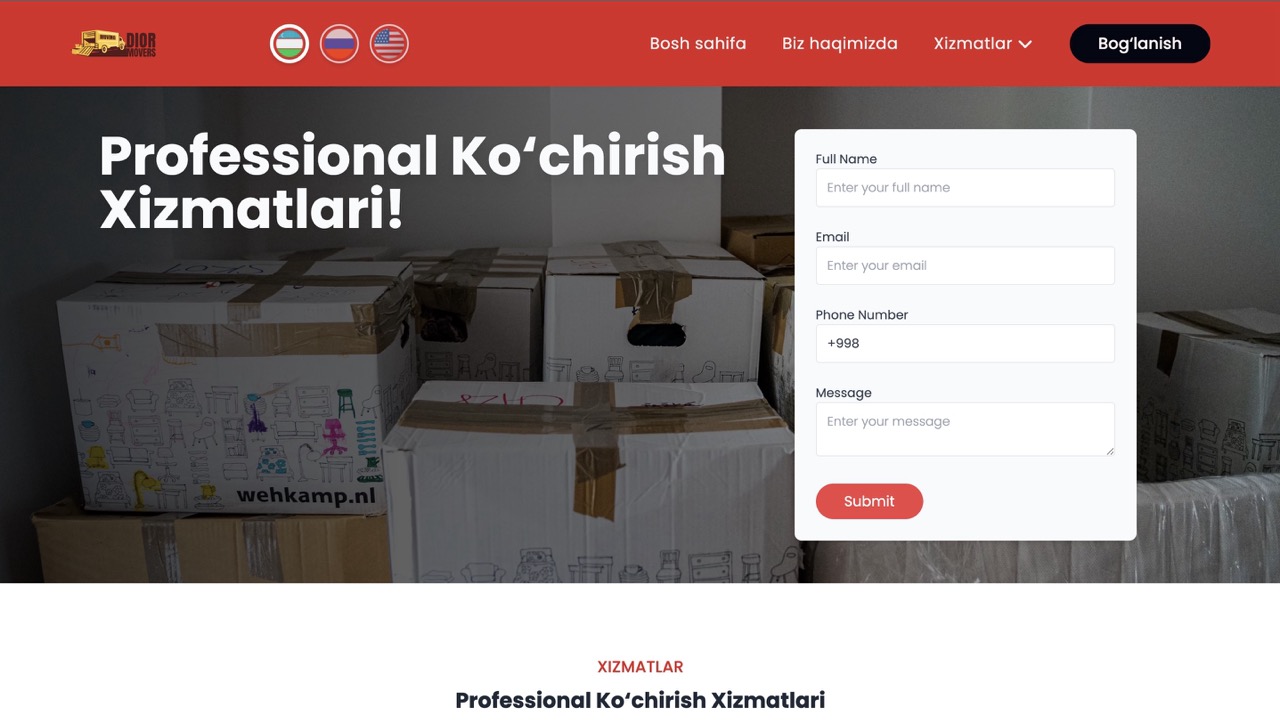 MOVING
DIOR
MOVERS
Bosh sahifa
Biz haqimizda
Xizmatlar
Bog‘lanish
Professional Ko‘chirish
Xizmatlari!
Full Name
Enter your full name
Email
Enter your email
Phone Number
+998
Message
Enter your message
Submit
wehkamp.nl
XIZMATLAR
Professional Ko‘chirish Xizmatlari